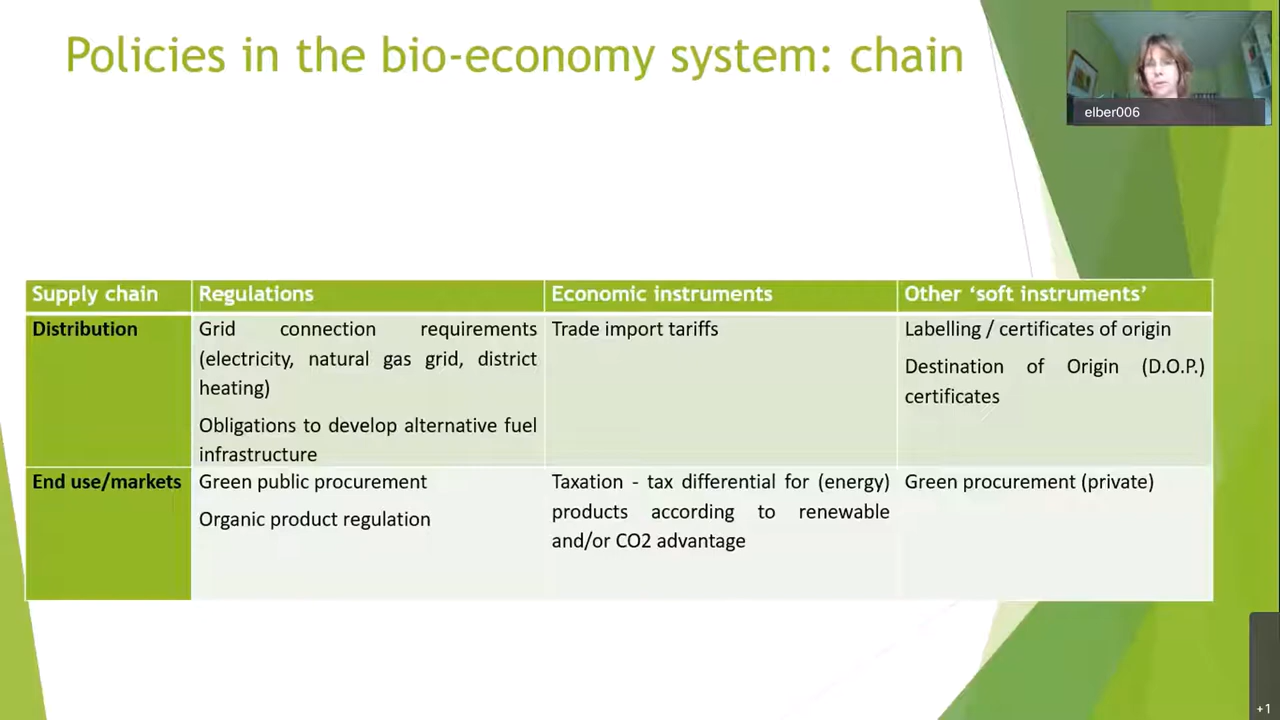 Policies in the bio-economy system: chain
elber006
Supply chain
Regulations
Economic instruments
Other ‘soft instruments’
Distribution
Grid connection requirements
(electricity, natural gas grid, district
heating)
Obligations to develop alternative fuel
infrastructure
Trade import tariffs
Labelling / certificates of origin
Destination of Origin (D.O.P.)
certificates
End use/markets
Green public procurement
Organic product regulation
Taxation - tax differential for (energy)
products according to renewable
and/or CO2 advantage
Green procurement (private)
+1